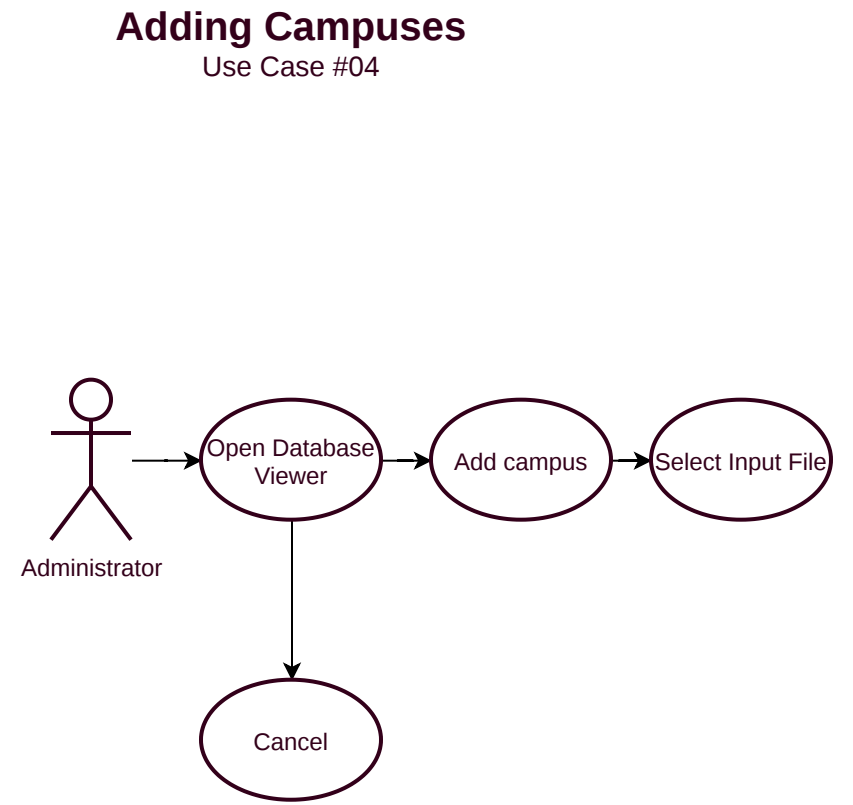 Adding Campuses
Use Case #04
Open Database
Viewer
Add campus
Select Input File
Administrator
Cancel